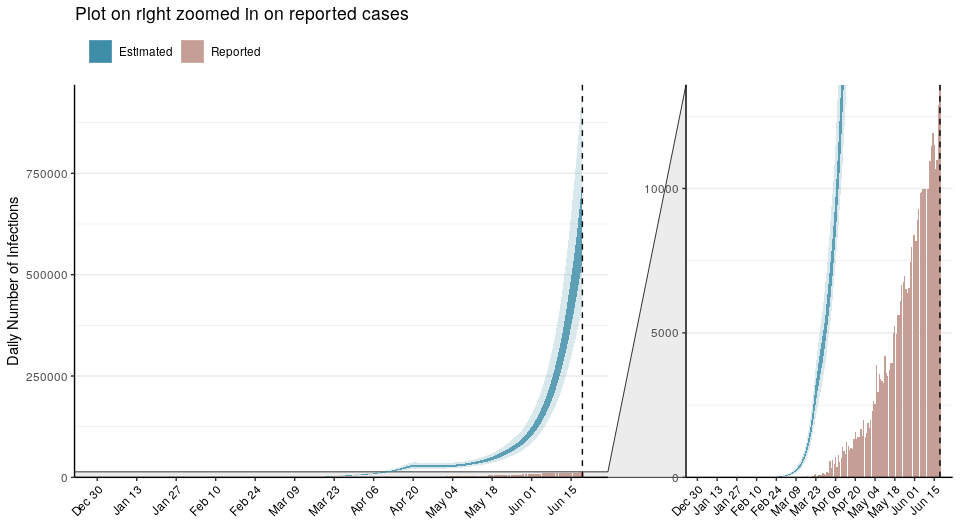 Plot on right zoomed in on reported cases
Estimated Reported
Daily Number of Infections
750000
500000
250000
0
Dec 30 Jan 13 Jan 27 Feb 10 Feb 24 Mar 09 Mar 23 Apr 06 Apr 20 May 04 May 18 Jun 01 Jun 15
10000
5000
0
Dec 30 Jan 13 Jan 27 Feb 10 Feb 24 Mar 09 Mar 23 Apr 06 Apr 20 May 04 May 18 Jun 01 Jun 15